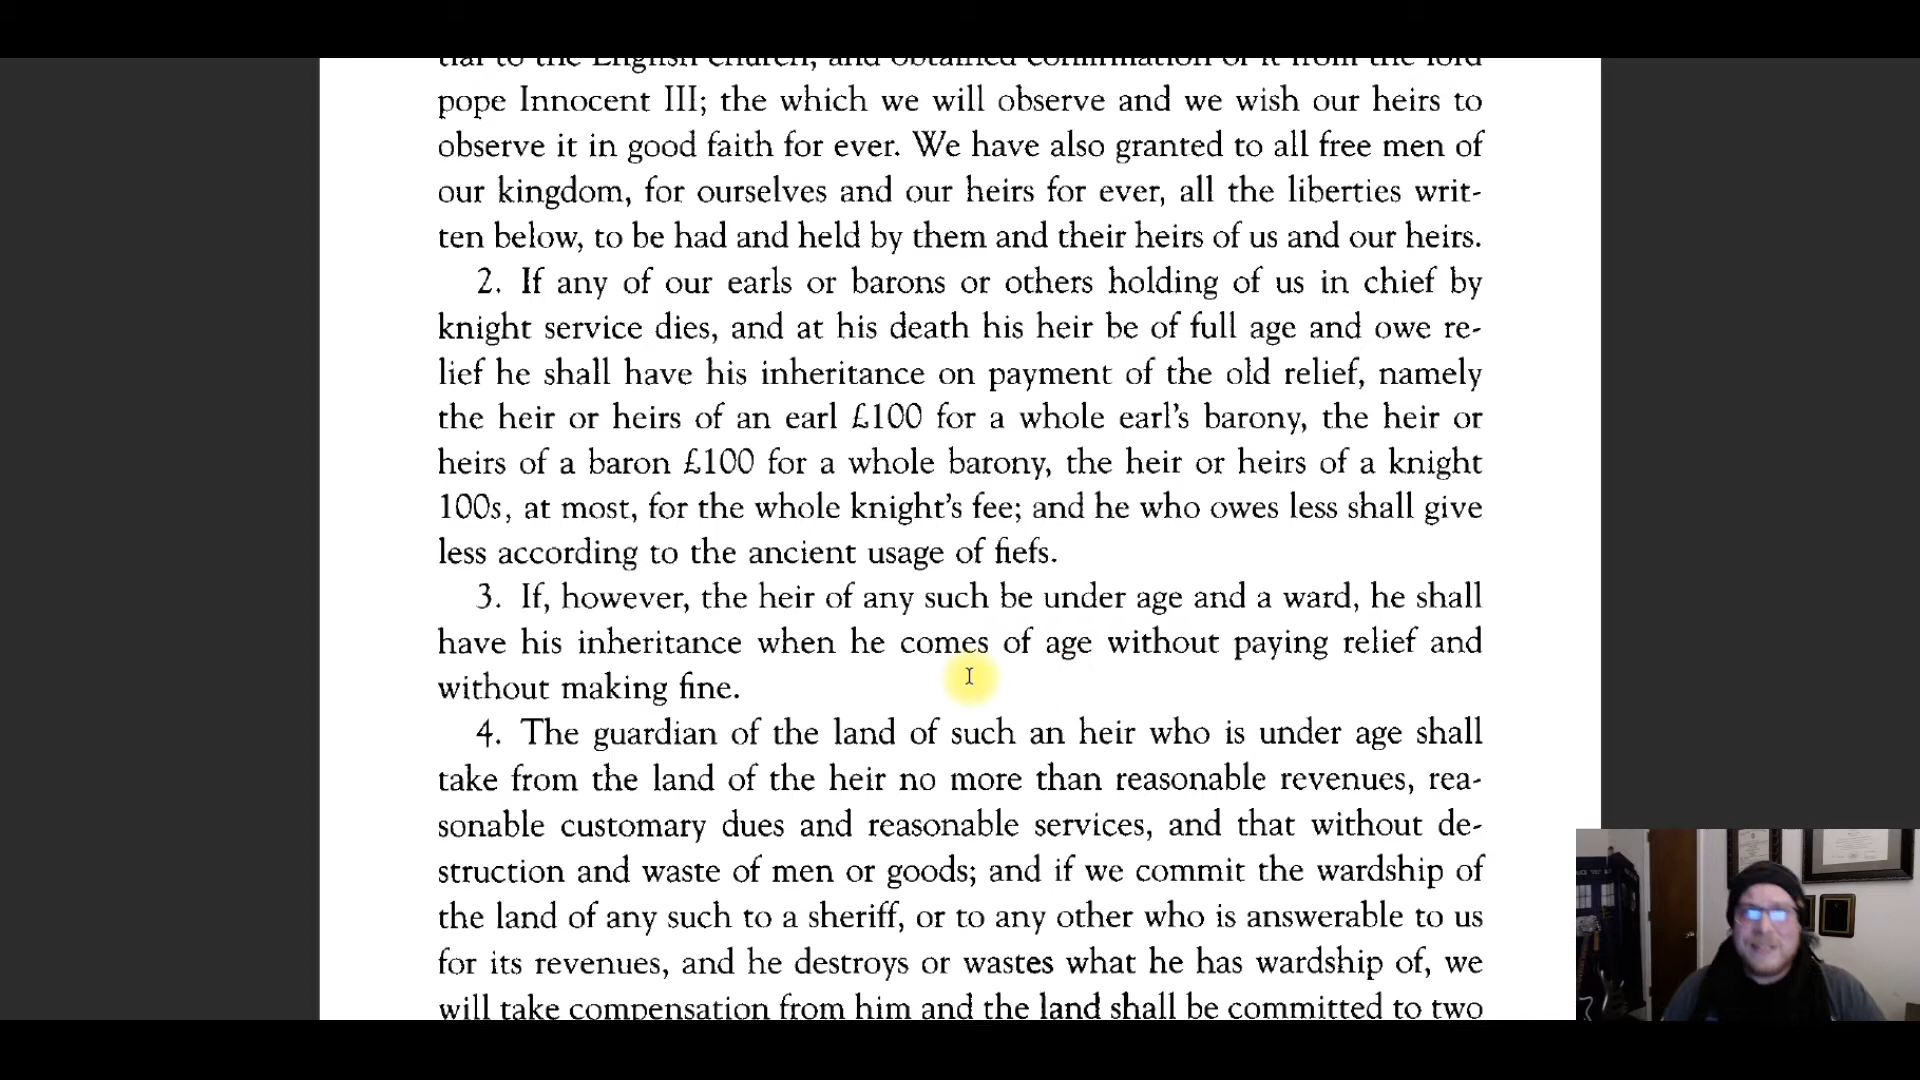 tial to the English church, and obtained confirmation of it from the lord
pope Innocent III; the which we will observe and we wish our heirs to
observe it in good faith for ever. We have also granted to all free men of
our kingdom, for ourselves and our heirs for ever, all the liberties writ-
ten below, to be had and held by them and their heirs of us and our heirs.
2. If any of our earls or barons or others holding of us in chief by
knight service dies, and at his death his heir be of full age and owe re-
lief he shall have his inheritance on payment of the old relief, namely
the heir or heirs of an earl £100 for a whole earl's barony, the heir or
heirs of a baron £100 for a whole barony, the heir or heirs of a knight
100s, at most, for the whole knight's fee; and he who owes less shall give
less according to the ancient usage of fiefs.
3. If, however, the heir of any such be under age and a ward, he shall
have his inheritance when he comes of age without paying relief and
without making fine.
4. The guardian of the land of such an heir who is under age shall
take from the land of the heir no more than reasonable revenues, rea-
sonable customary dues and reasonable services, and that without de-
struction and waste of men or goods; and if we commit the wardship of
the land of any such to a sheriff, or to any other who is answerable to us
for its revenues, and he destroys or wastes what he has wardship of, we
will take compensation from him and the land shall be committed to two